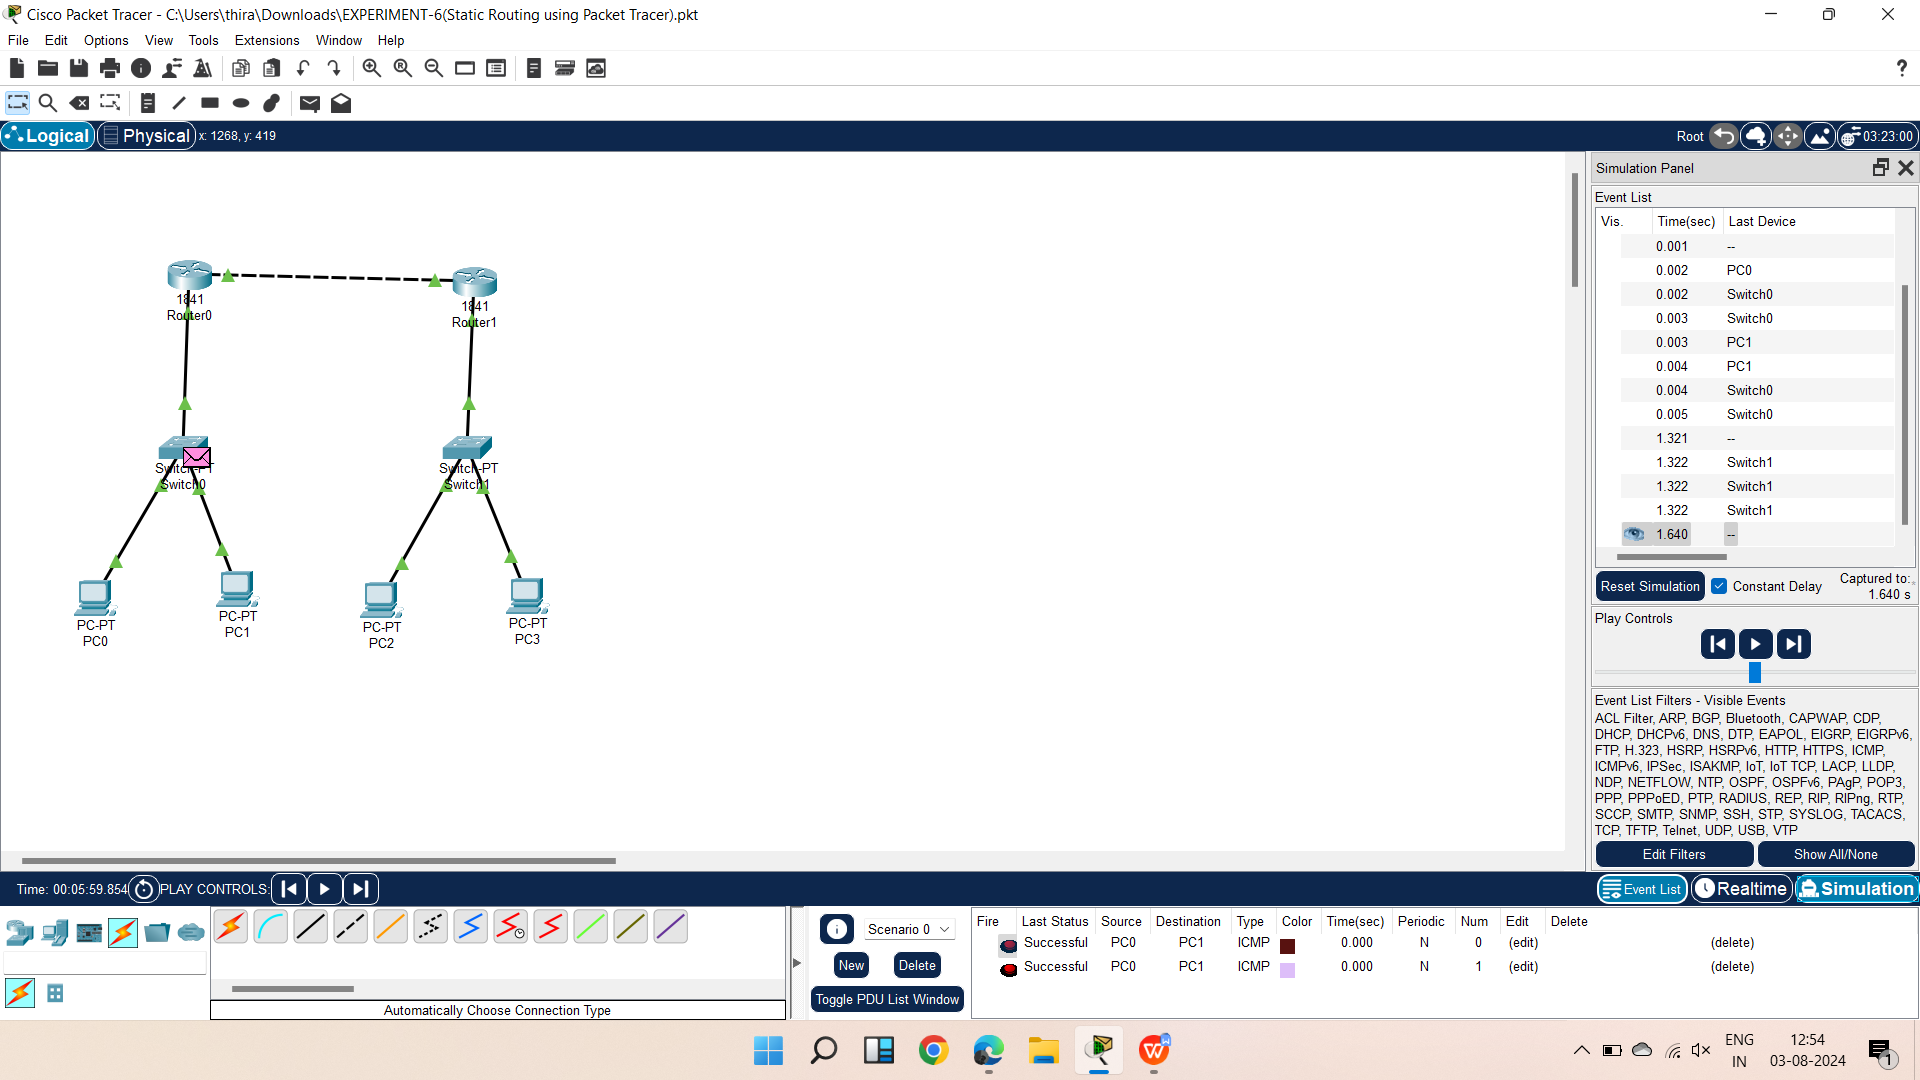 Cisco Packet Tracer - C:\Users\thira\Downloads\EXPERIMENT-6(Static Routing using Packet Tracer).pkt
File Edit Options View Tools Extensions Window Help
Logical Physical x: 1268, y: 419
Root 03:23:00
Simulation Panel
Event List
Vis. Time(sec) Last Device
0.001 --
0.002 PC0
0.002 Switch0
0.003 Switch0
0.003 PC1
0.004 PC1
0.004 Switch0
0.005 Switch0
1.321 --
1.322 Switch1
1.322 Switch1
1.322 Switch1
1.640 --
Reset Simulation Constant Delay Captured to:
1.640 s
Play Controls
Event List Filters - Visible Events
ACL Filter, ARP, BGP, Bluetooth, CAPWAP, CDP,
DHCP, DHCPv6, DNS, DTP, EAPOL, EIGRP, EIGRPv6,
FTP, H.323, HSRP, HSRPv6, HTTP, HTTPS, ICMP,
ICMPv6, IPSec, ISAKMP, IoT, IoT TCP, LACP, LLDP,
NDP, NETFLOW, NTP, OSPF, OSPFv6, PAgP, POP3,
PPP, PPPoED, PTP, RADIUS, REP, RIP, RIPng, RTP,
SCCP, SMTP, SNMP, SSH, STP, SYSLOG, TACACS,
TCP, TFTP, Telnet, UDP, USB, VTP
Edit Filters Show All/None
1841
Router0
1841
Router1
Switch-PT
Switch0
Switch-PT
Switch1
PC-PT
PC0
PC-PT
PC1
PC-PT
PC2
PC-PT
PC3
Time: 00:05:59.854 PLAY CONTROLS:
Event List Realtime Simulation
Automatically Choose Connection Type
Scenario 0
New Delete
Toggle PDU List Window
Fire Last Status Source Destination Type Color Time(sec) Periodic Num Edit Delete
Successful PC0 PC1 ICMP 0.000 N 0 (edit) (delete)
Successful PC0 PC1 ICMP 0.000 N 1 (edit) (delete)
ENG
IN
12:54
03-08-2024
1